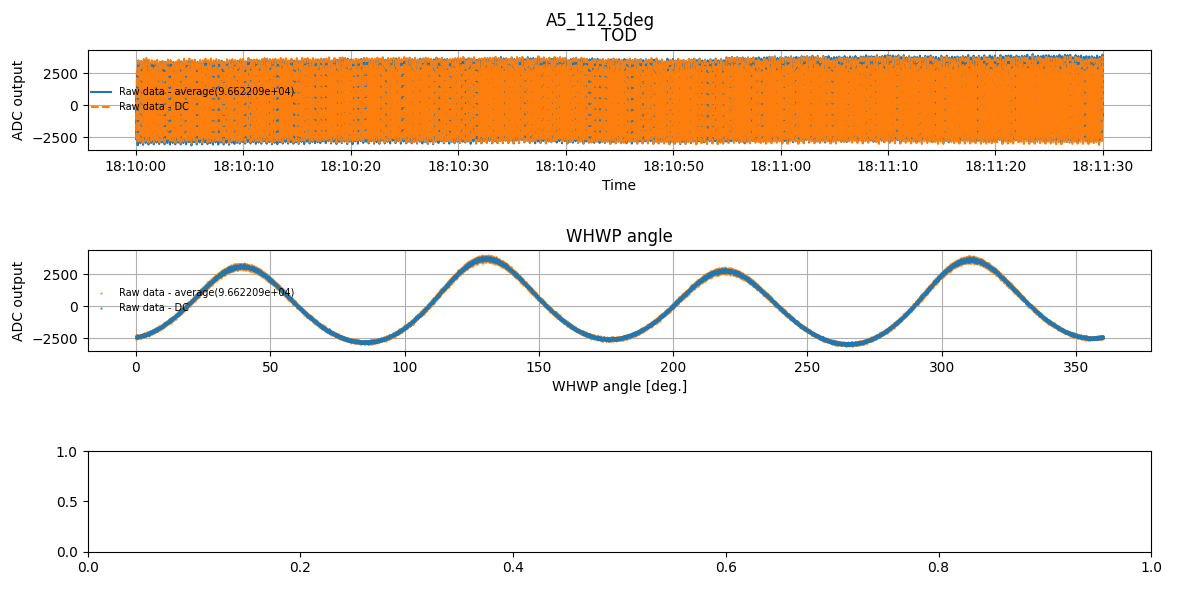 A5_112.5deg
TOD
ADC output
2500
0
−2500
Raw data - average(9.662209e+04)
Raw data - DC
18:10:00 18:10:10 18:10:20 18:10:30 18:10:40 18:10:50 18:11:00 18:11:10 18:11:20 18:11:30
Time
WHWP angle
ADC output
2500
0
−2500
Raw data - average(9.662209e+04)
Raw data - DC
0 50 100 150 200 250 300 350
WHWP angle [deg.]
1.0
0.5
0.0
0.0 0.2 0.4 0.6 0.8 1.0